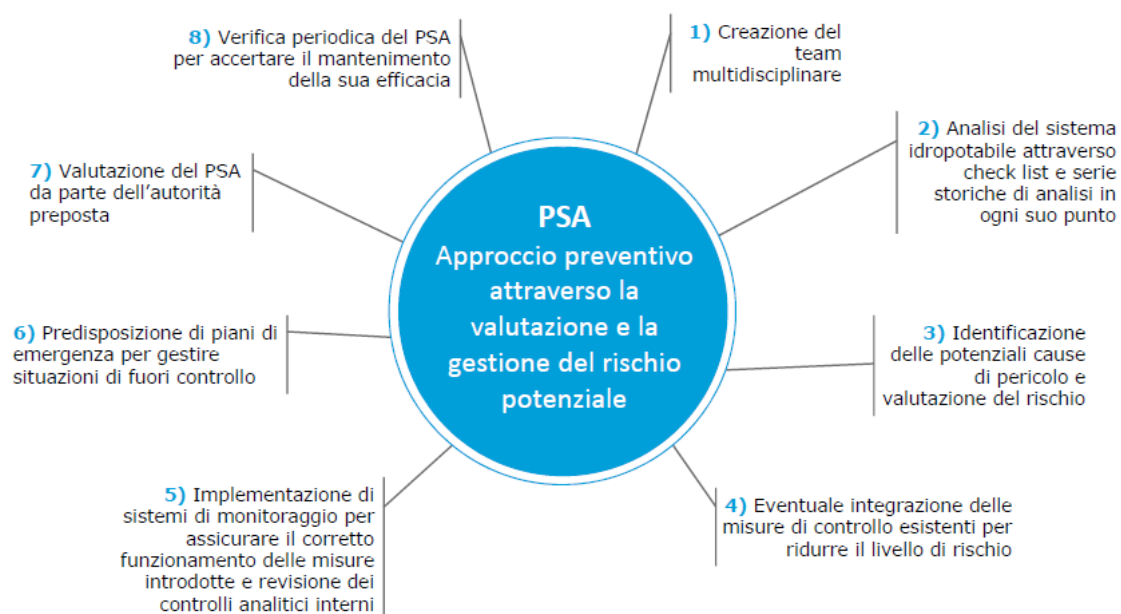 PSA
Approccio preventivo
attraverso la
valutazione e la
gestione del rischio
potenziale
1) Creazione del
team
multidisciplinare
2) Analisi del sistema
idropotabile attraverso
check list e serie
storiche di analisi in
ogni suo punto
3) Identificazione
delle potenziali cause
di pericolo e
valutazione del rischio
4) Eventuale integrazione delle
misure di controllo esistenti per
ridurre il livello di rischio
5) Implementazione di
sistemi di monitoraggio per
assicurare il corretto
funzionamento delle misure
introdotte e revisione dei
controlli analitici interni
6) Predisposizione di piani di
emergenza per gestire
situazioni di fuori controllo
7) Valutazione del PSA
da parte dell’autorità
preposta
8) Verifica periodica del PSA
per accertare il mantenimento
della sua efficacia